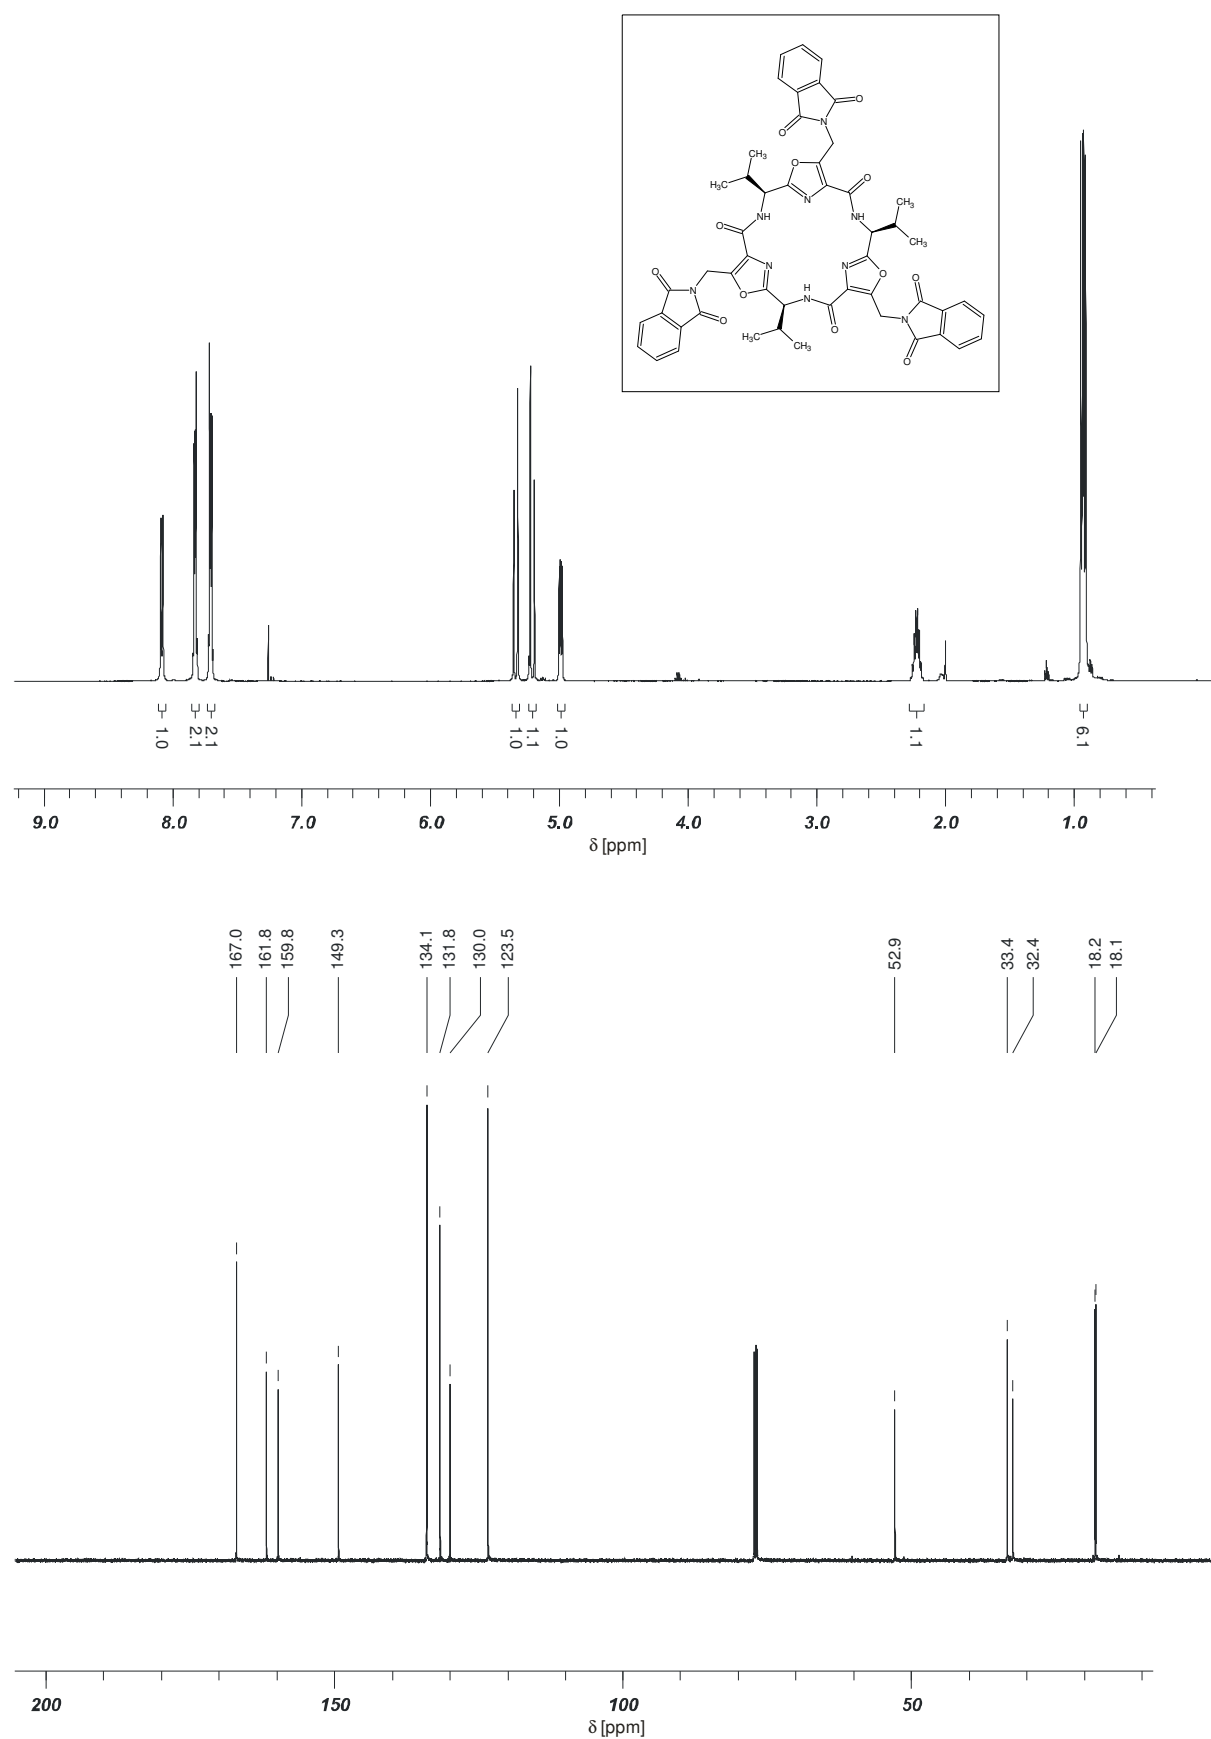 O
O
N
O
CH3
H3C
O
N
O
NH
NH
O
CH3
CH3
O
N
O
N
O
N
O
O
H
N
O
N
O
O
H3C
CH3
1.0
2.1
2.1
1.0
1.1
1.0
1.1
6.1
9.0 8.0 7.0 6.0 5.0 4.0 3.0 2.0 1.0
δ [ppm]
167.0 161.8 159.8 149.3 134.1 131.8 130.0 123.5 52.9 33.4 32.4 18.2 18.1
200 150 100 50
δ [ppm]